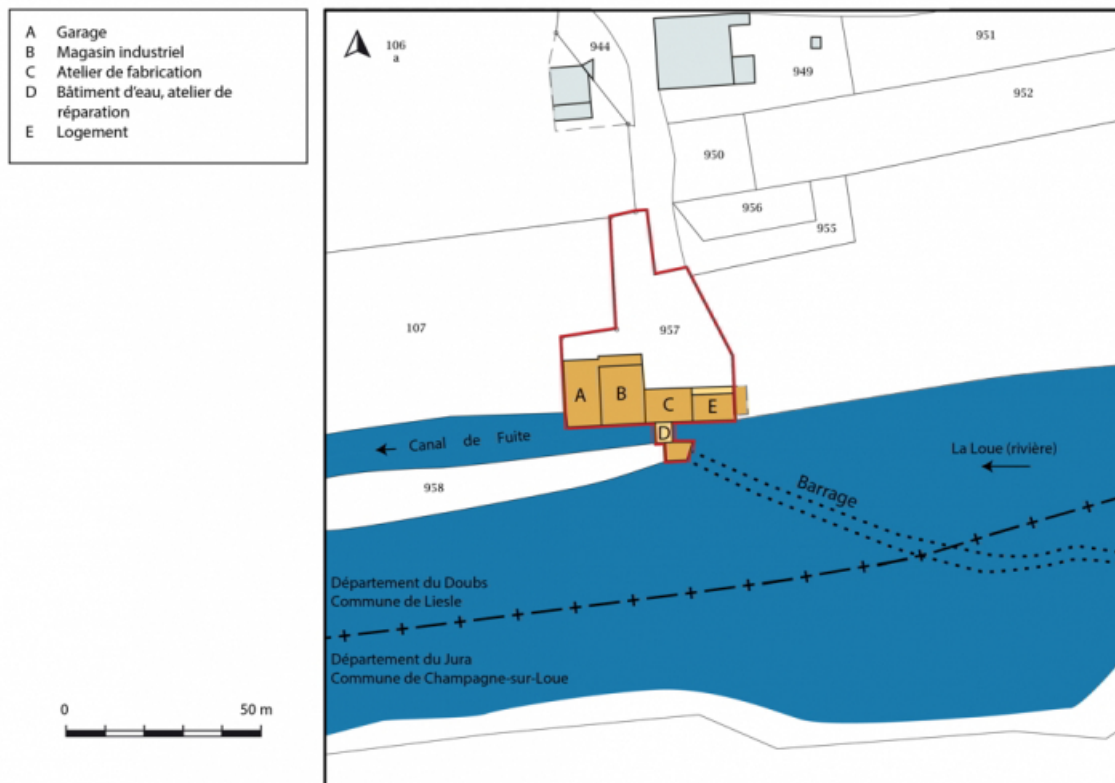 A Garage
B Magasin industriel
C Atelier de fabrication
D Bâtiment d'eau, atelier de
réparation
E Logement
106
a
944
951
949
952
950
956
955
107
957
A
B
C
E
D
Canal de Fuite
La Loue (rivière)
958
Barrage
Département du Doubs
Commune de Liesle
Département du Jura
Commune de Champagne-sur-Loue
0 50 m